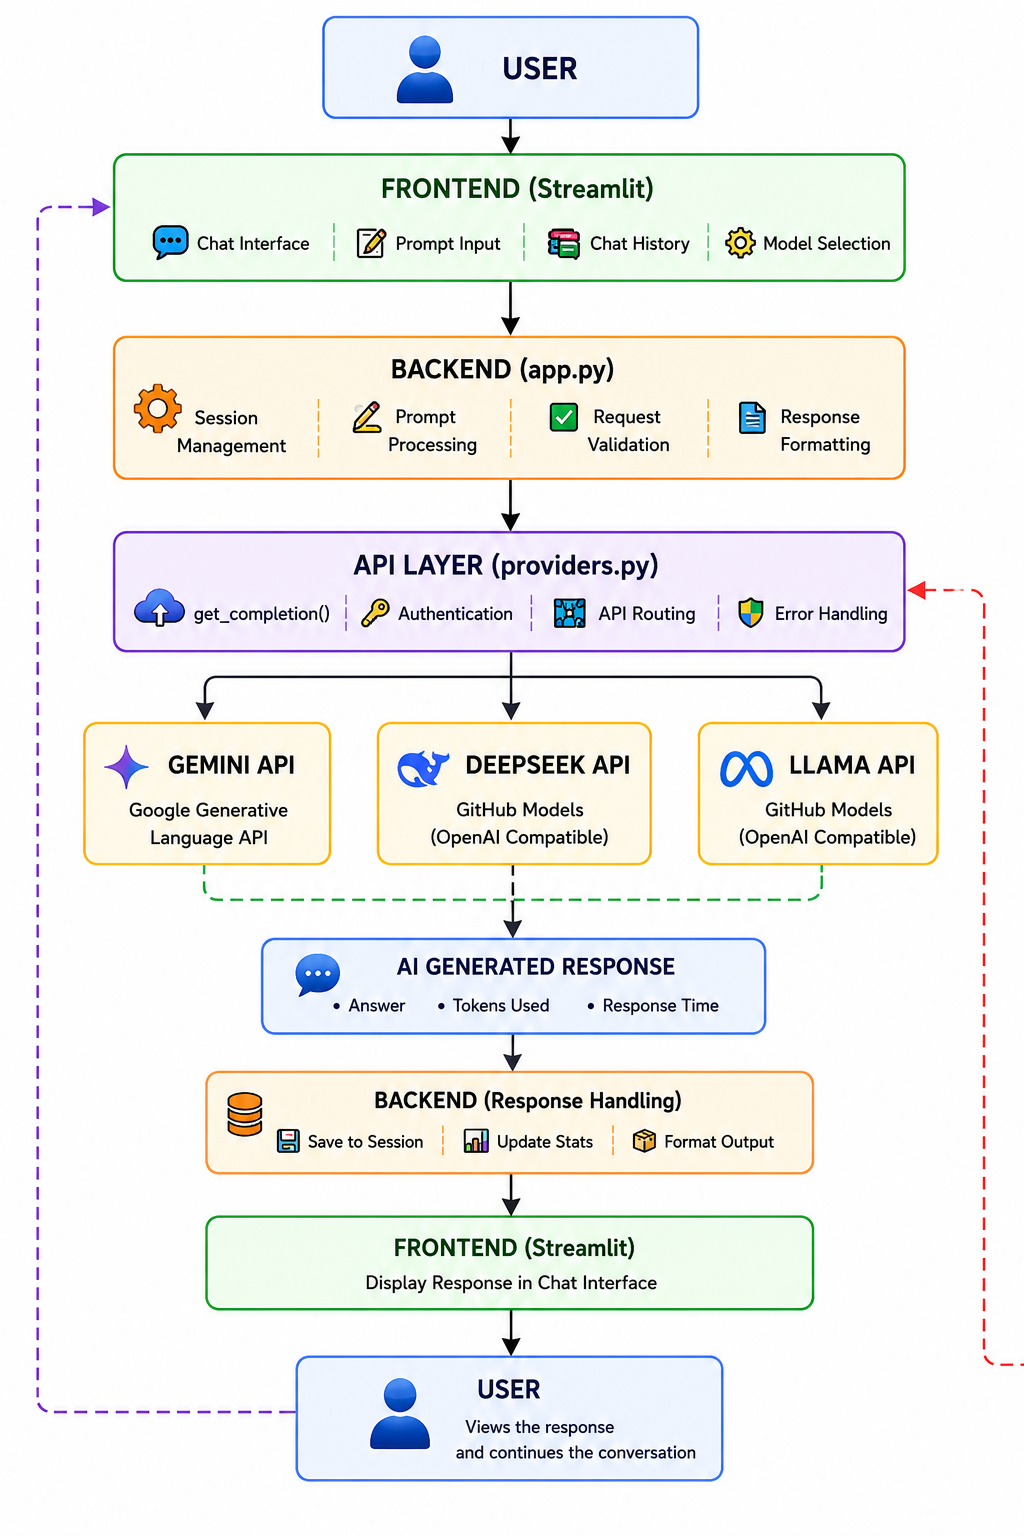 USER
FRONTEND (Streamlit)
Chat Interface
Prompt Input
Chat History
Model Selection
BACKEND (app.py)
Session
Management
Prompt
Processing
Request
Validation
Response
Formatting
API LAYER (providers.py)
get_completion()
Authentication
API Routing
Error Handling
GEMINI API
Google Generative
Language API
DEEPSEEK API
GitHub Models
(OpenAI Compatible)
LLAMA API
GitHub Models
(OpenAI Compatible)
AI GENERATED RESPONSE
• Answer
• Tokens Used
• Response Time
BACKEND (Response Handling)
Save to Session
Update Stats
Format Output
FRONTEND (Streamlit)
Display Response in Chat Interface
USER
Views the response
and continues the conversation